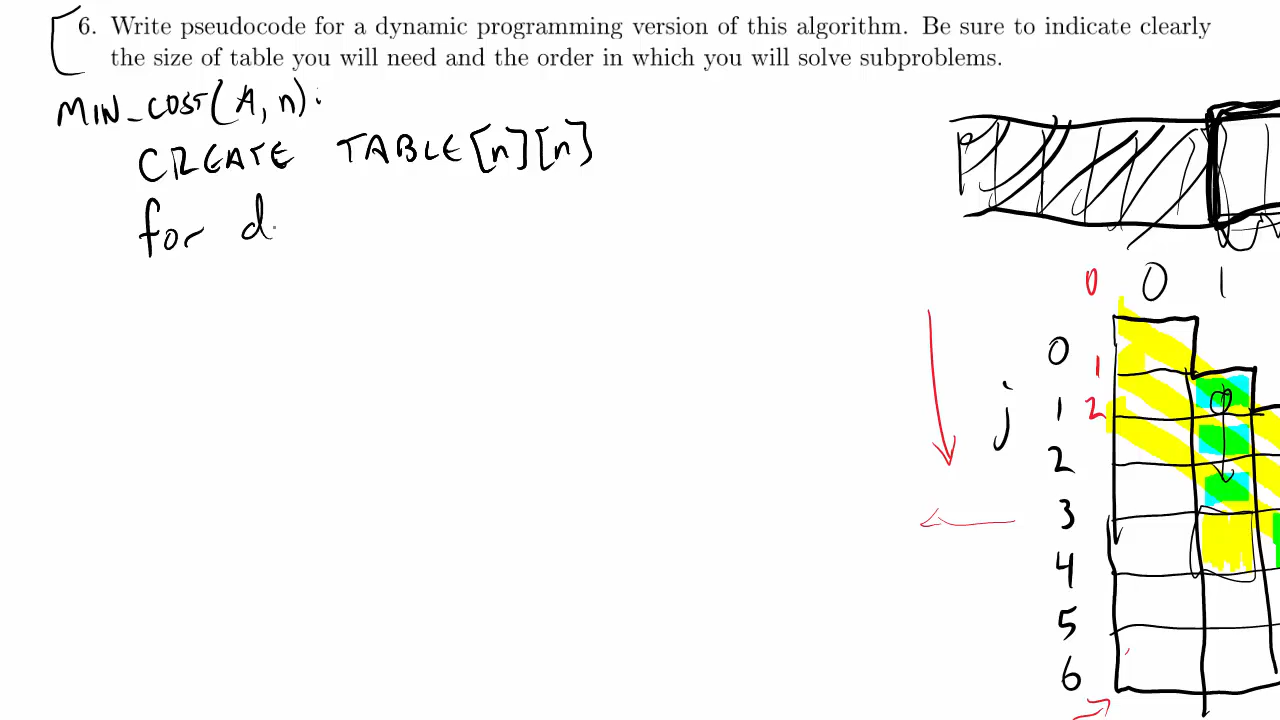 6. Write pseudocode for a dynamic programming version of this algorithm. Be sure to indicate clearly
the size of table you will need and the order in which you will solve subproblems.
MIN_COST(A, n):
CREATE TABLE[n][n]
for d
0 0 1
0
1
j 1 2
2
3
4
5
6